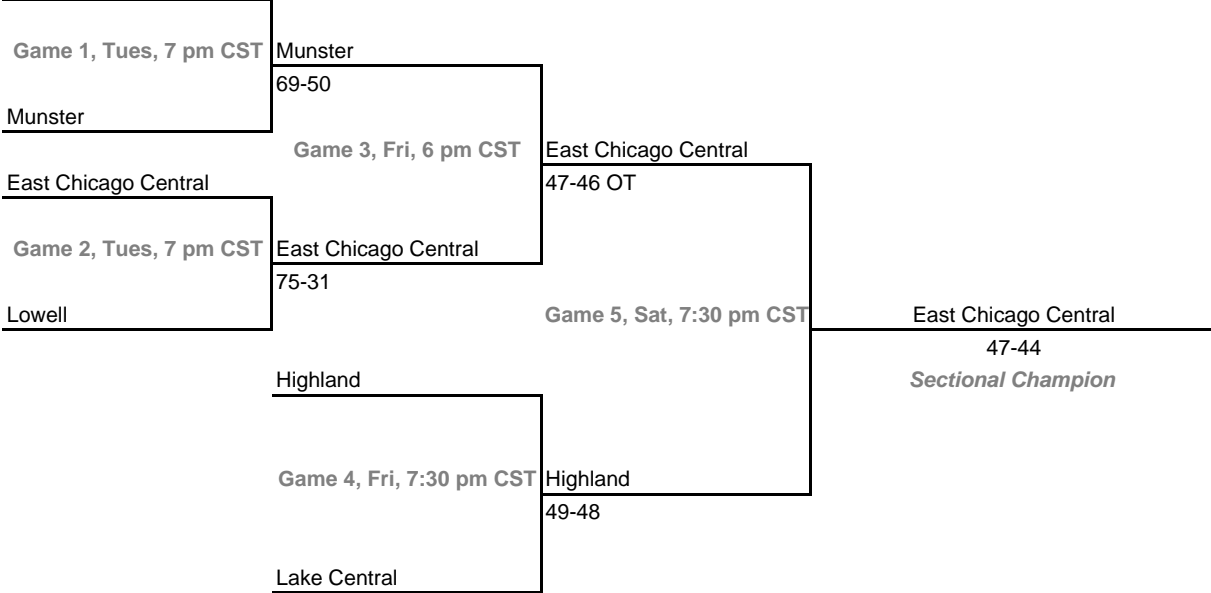 Game 1, Tues, 7 pm CST Munster
69-50
Munster
Game 3, Fri, 6 pm CST East Chicago Central
East Chicago Central 47-46 OT
Game 2, Tues, 7 pm CST East Chicago Central
75-31
Lowell Game 5, Sat, 7:30 pm CST East Chicago Central
47-44
Highland Sectional Champion
Game 4, Fri, 7:30 pm CST Highland
49-48
Lake Central